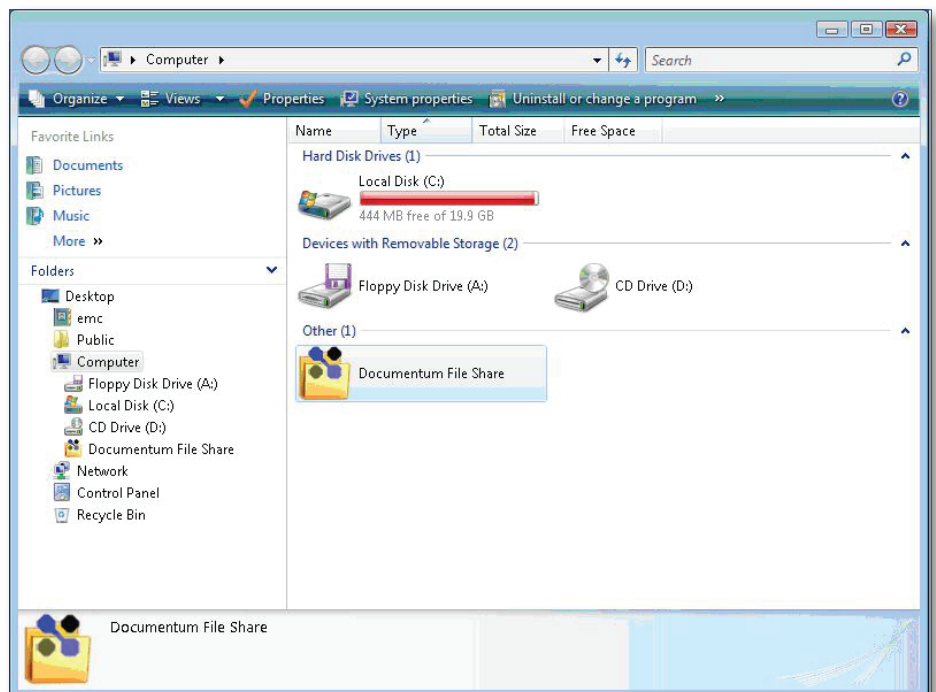 Computer
Search
Organize Views Properties System properties Uninstall or change a program »
Favorite Links
Documents
Pictures
Music
More »
Folders
Desktop
emc
Public
Computer
Floppy Disk Drive (A:)
Local Disk (C:)
CD Drive (D:)
Documentum File Share
Network
Control Panel
Recycle Bin
Name Type Total Size Free Space
Hard Disk Drives (1)
Local Disk (C:)
444 MB free of 19.9 GB
Devices with Removable Storage (2)
Floppy Disk Drive (A:) CD Drive (D:)
Other (1)
Documentum File Share
Documentum File Share